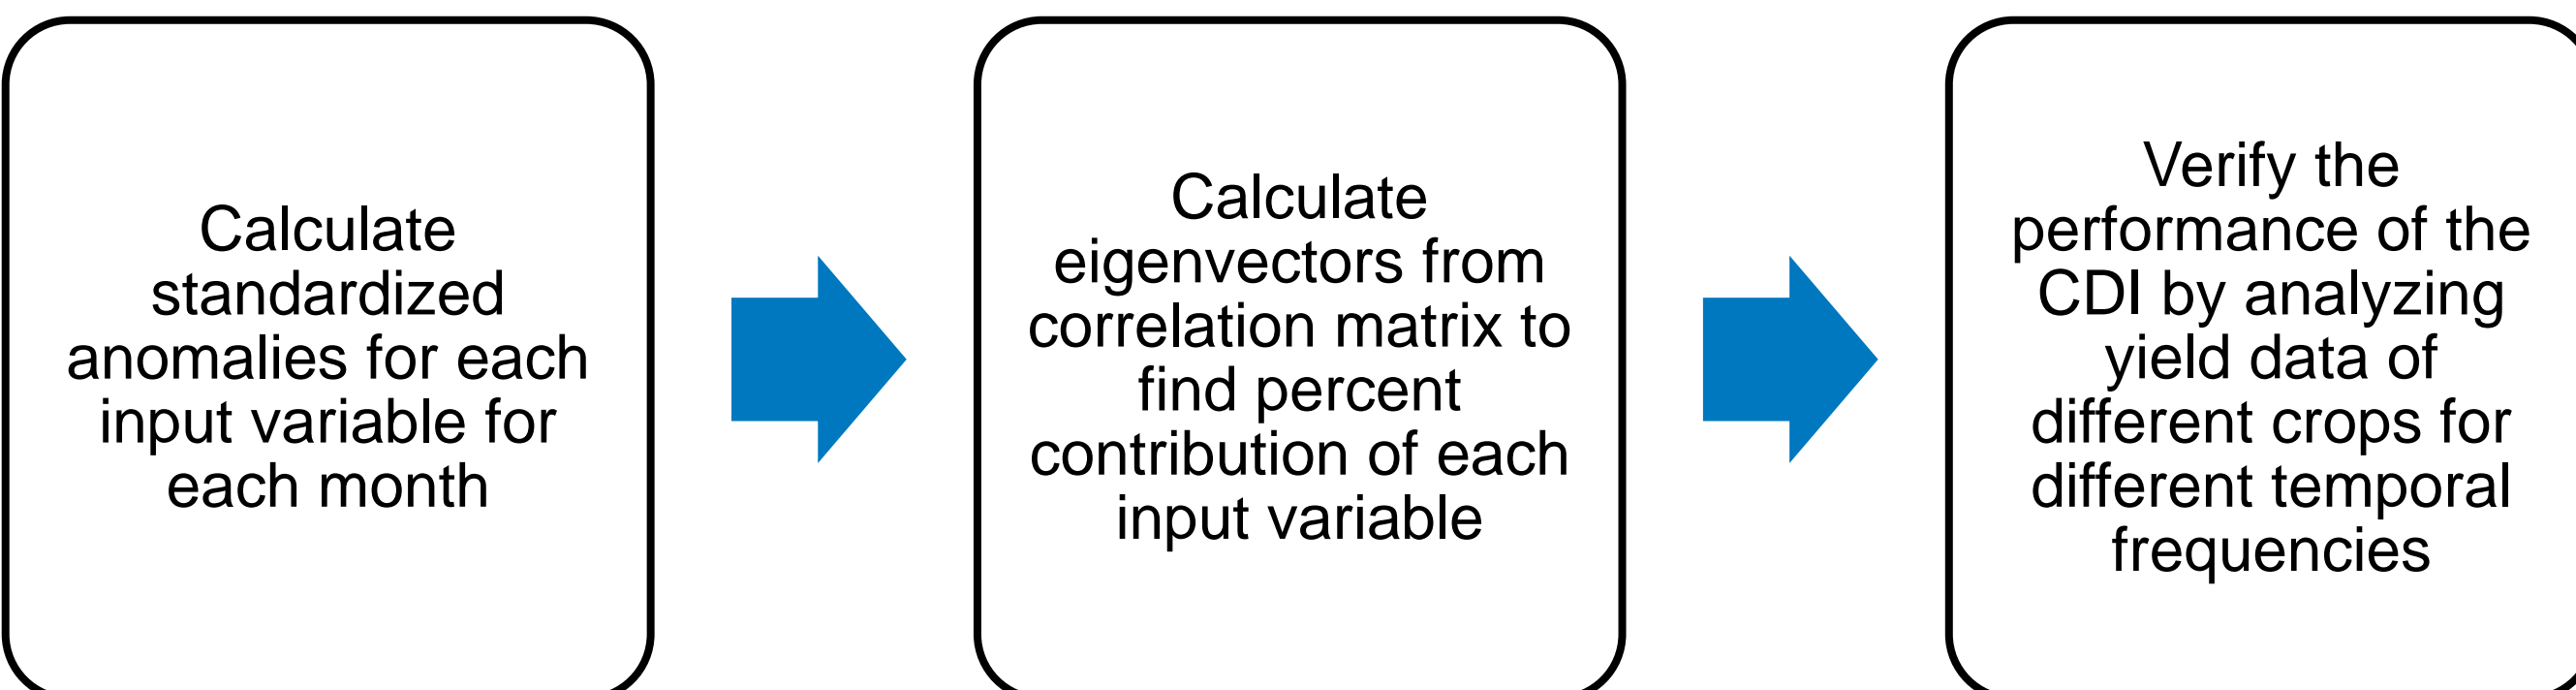 Calculate
standardized
anomalies for each
input variable for
each month
Calculate
eigenvectors from
correlation matrix to
find percent
contribution of each
input variable
Verify the
performance of the
CDI by analyzing
yield data of
different crops for
different temporal
frequencies